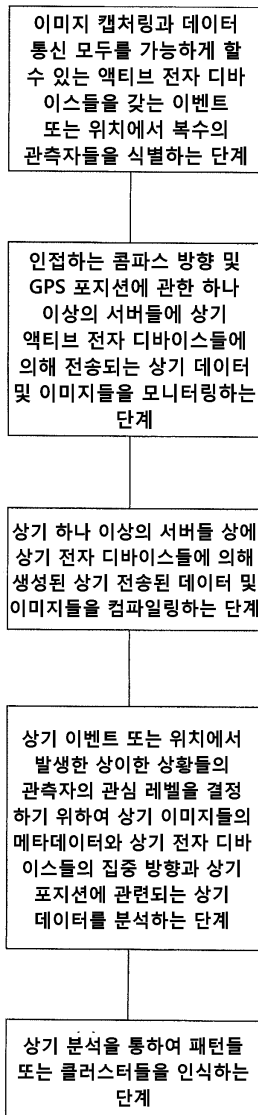 이미지 캡처링과 데이터
통신 모두를 가능하게 할
수 있는 액티브 전자 디바
이스들을 갖는 이벤트
또는 위치에서 복수의
관측자들을 식별하는 단계
인접하는 콤파스 방향 및
GPS 포지션에 관한 하나
이상의 서버들에 상기
액티브 전자 디바이스들에
의해 전송되는 상기 데이터
및 이미지들을 모니터링하는
단계
상기 하나 이상의 서버들 상에
상기 전자 디바이스들에 의해
생성된 상기 전송된 데이터 및
이미지들을 컴파일링하는 단계
상기 이벤트 또는 위치에서
발생한 상이한 상황들의
관측자의 관심 레벨을 결정
하기 위하여 상기 이미지들의
메타데이터와 상기 전자 디바
이스들의 집중 방향과 상기
포지션에 관련되는 상기
데이터를 분석하는 단계
상기 분석을 통하여 패턴들
또는 클러스터들을 인식하는
단계